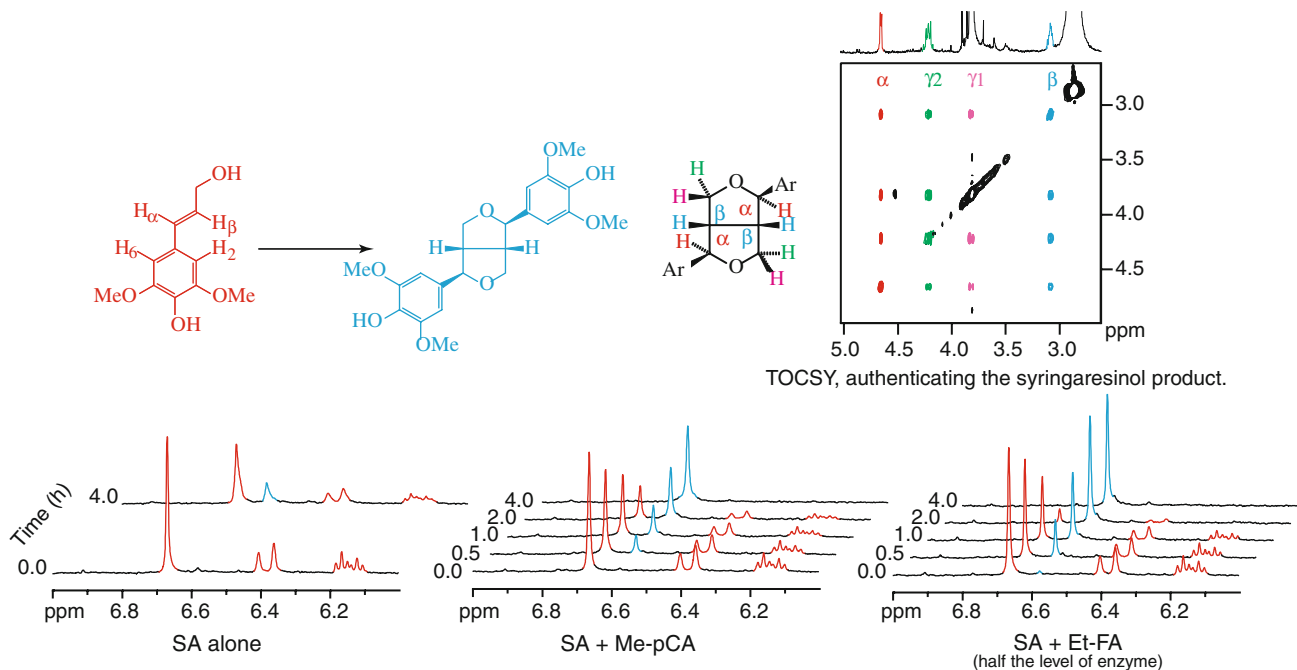 OH
Hα
Hβ
H6
H2
MeO
OMe
OH
OMe
OH
O
OMe
H
H
MeO
O
HO
OMe
H
O
Ar
H
β
α
H
H
H
H
α
β
H
Ar
O
H
α
γ2
γ1
β
3.0
3.5
4.0
4.5
ppm
5.0 4.5 4.0 3.5 3.0
TOCSY, authenticating the syringaresinol product.
Time (h)
4.0
0.0
ppm 6.8 6.6 6.4 6.2
SA alone
4.0
2.0
1.0
0.5
0.0
ppm 6.8 6.6 6.4 6.2
SA + Me-pCA
4.0
2.0
1.0
0.5
0.0
ppm 6.8 6.6 6.4 6.2
SA + Et-FA
(half the level of enzyme)